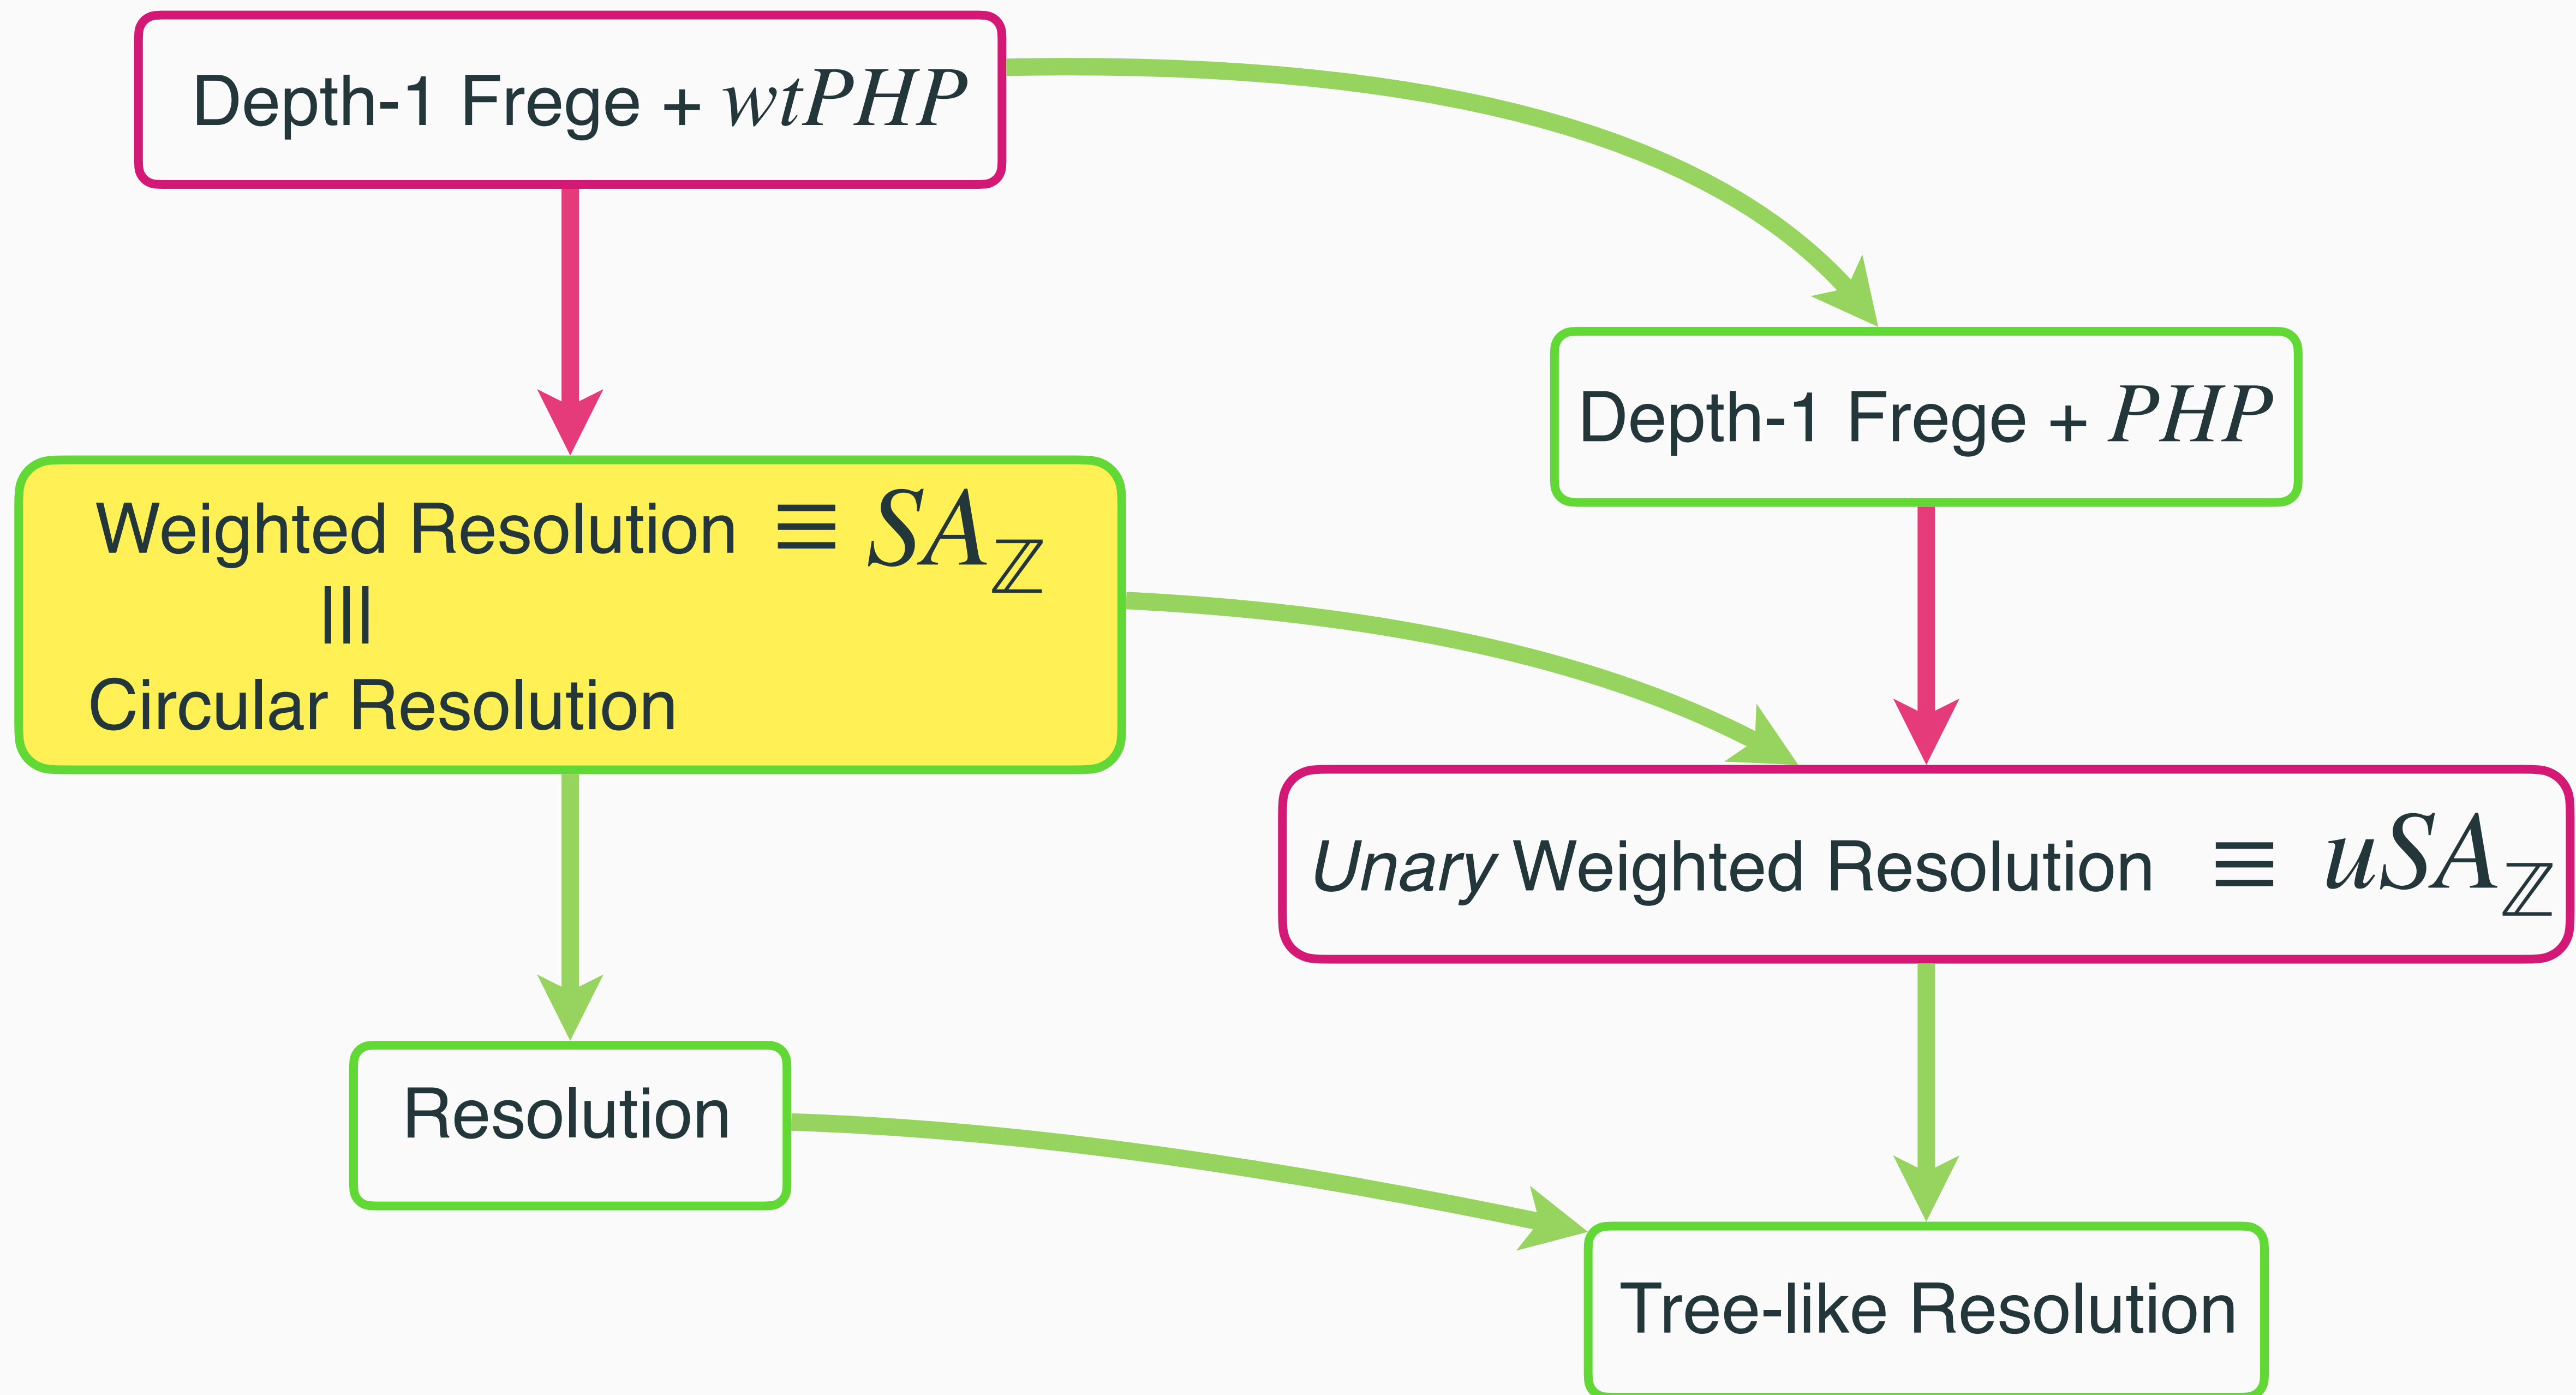 Depth-1 Frege + wtPHP
Depth-1 Frege + PHP
Weighted Resolution ≡ SA_ℤ
|||
Circular Resolution
Unary Weighted Resolution ≡ uSA_ℤ
Resolution
Tree-like Resolution